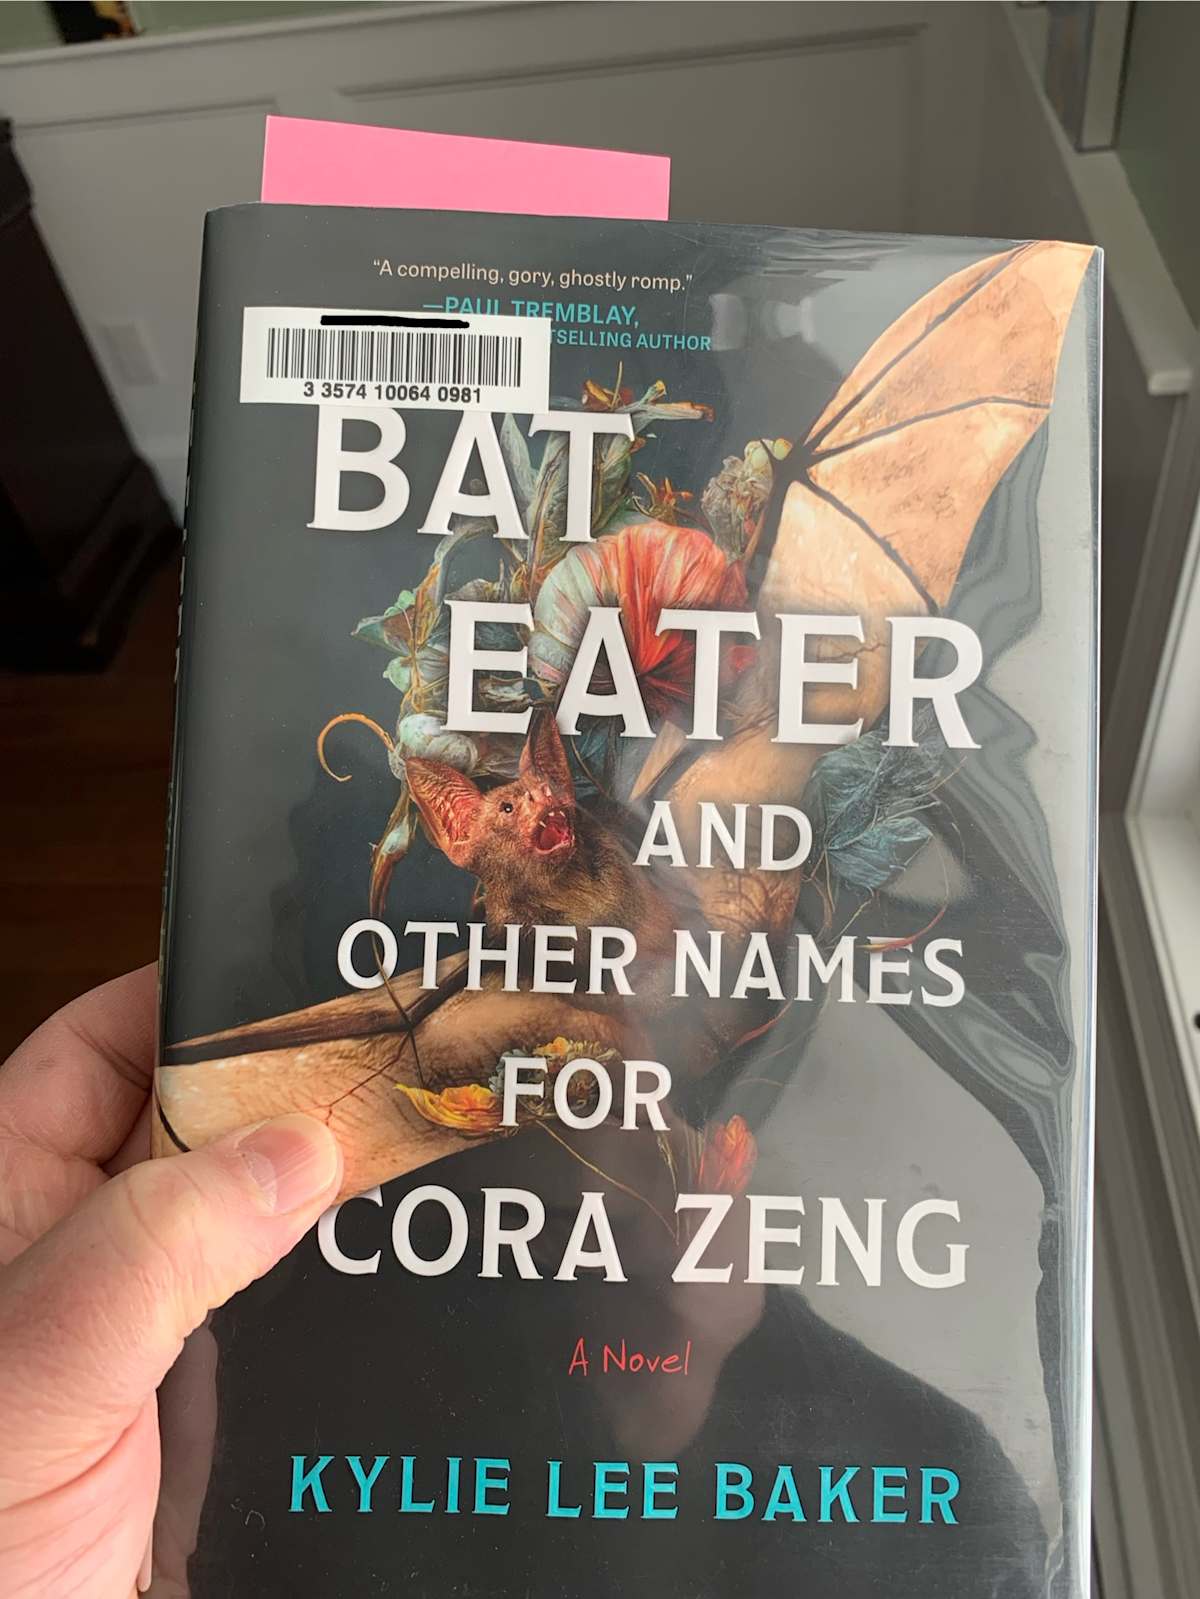 “A compelling, gory, ghostly romp.”
—PAUL TREMBLAY,
AUTHOR
3 3574 10064 0981
BAT
EATER
AND
OTHER NAMES
FOR
CORA ZENG
A Novel
KYLIE LEE BAKER